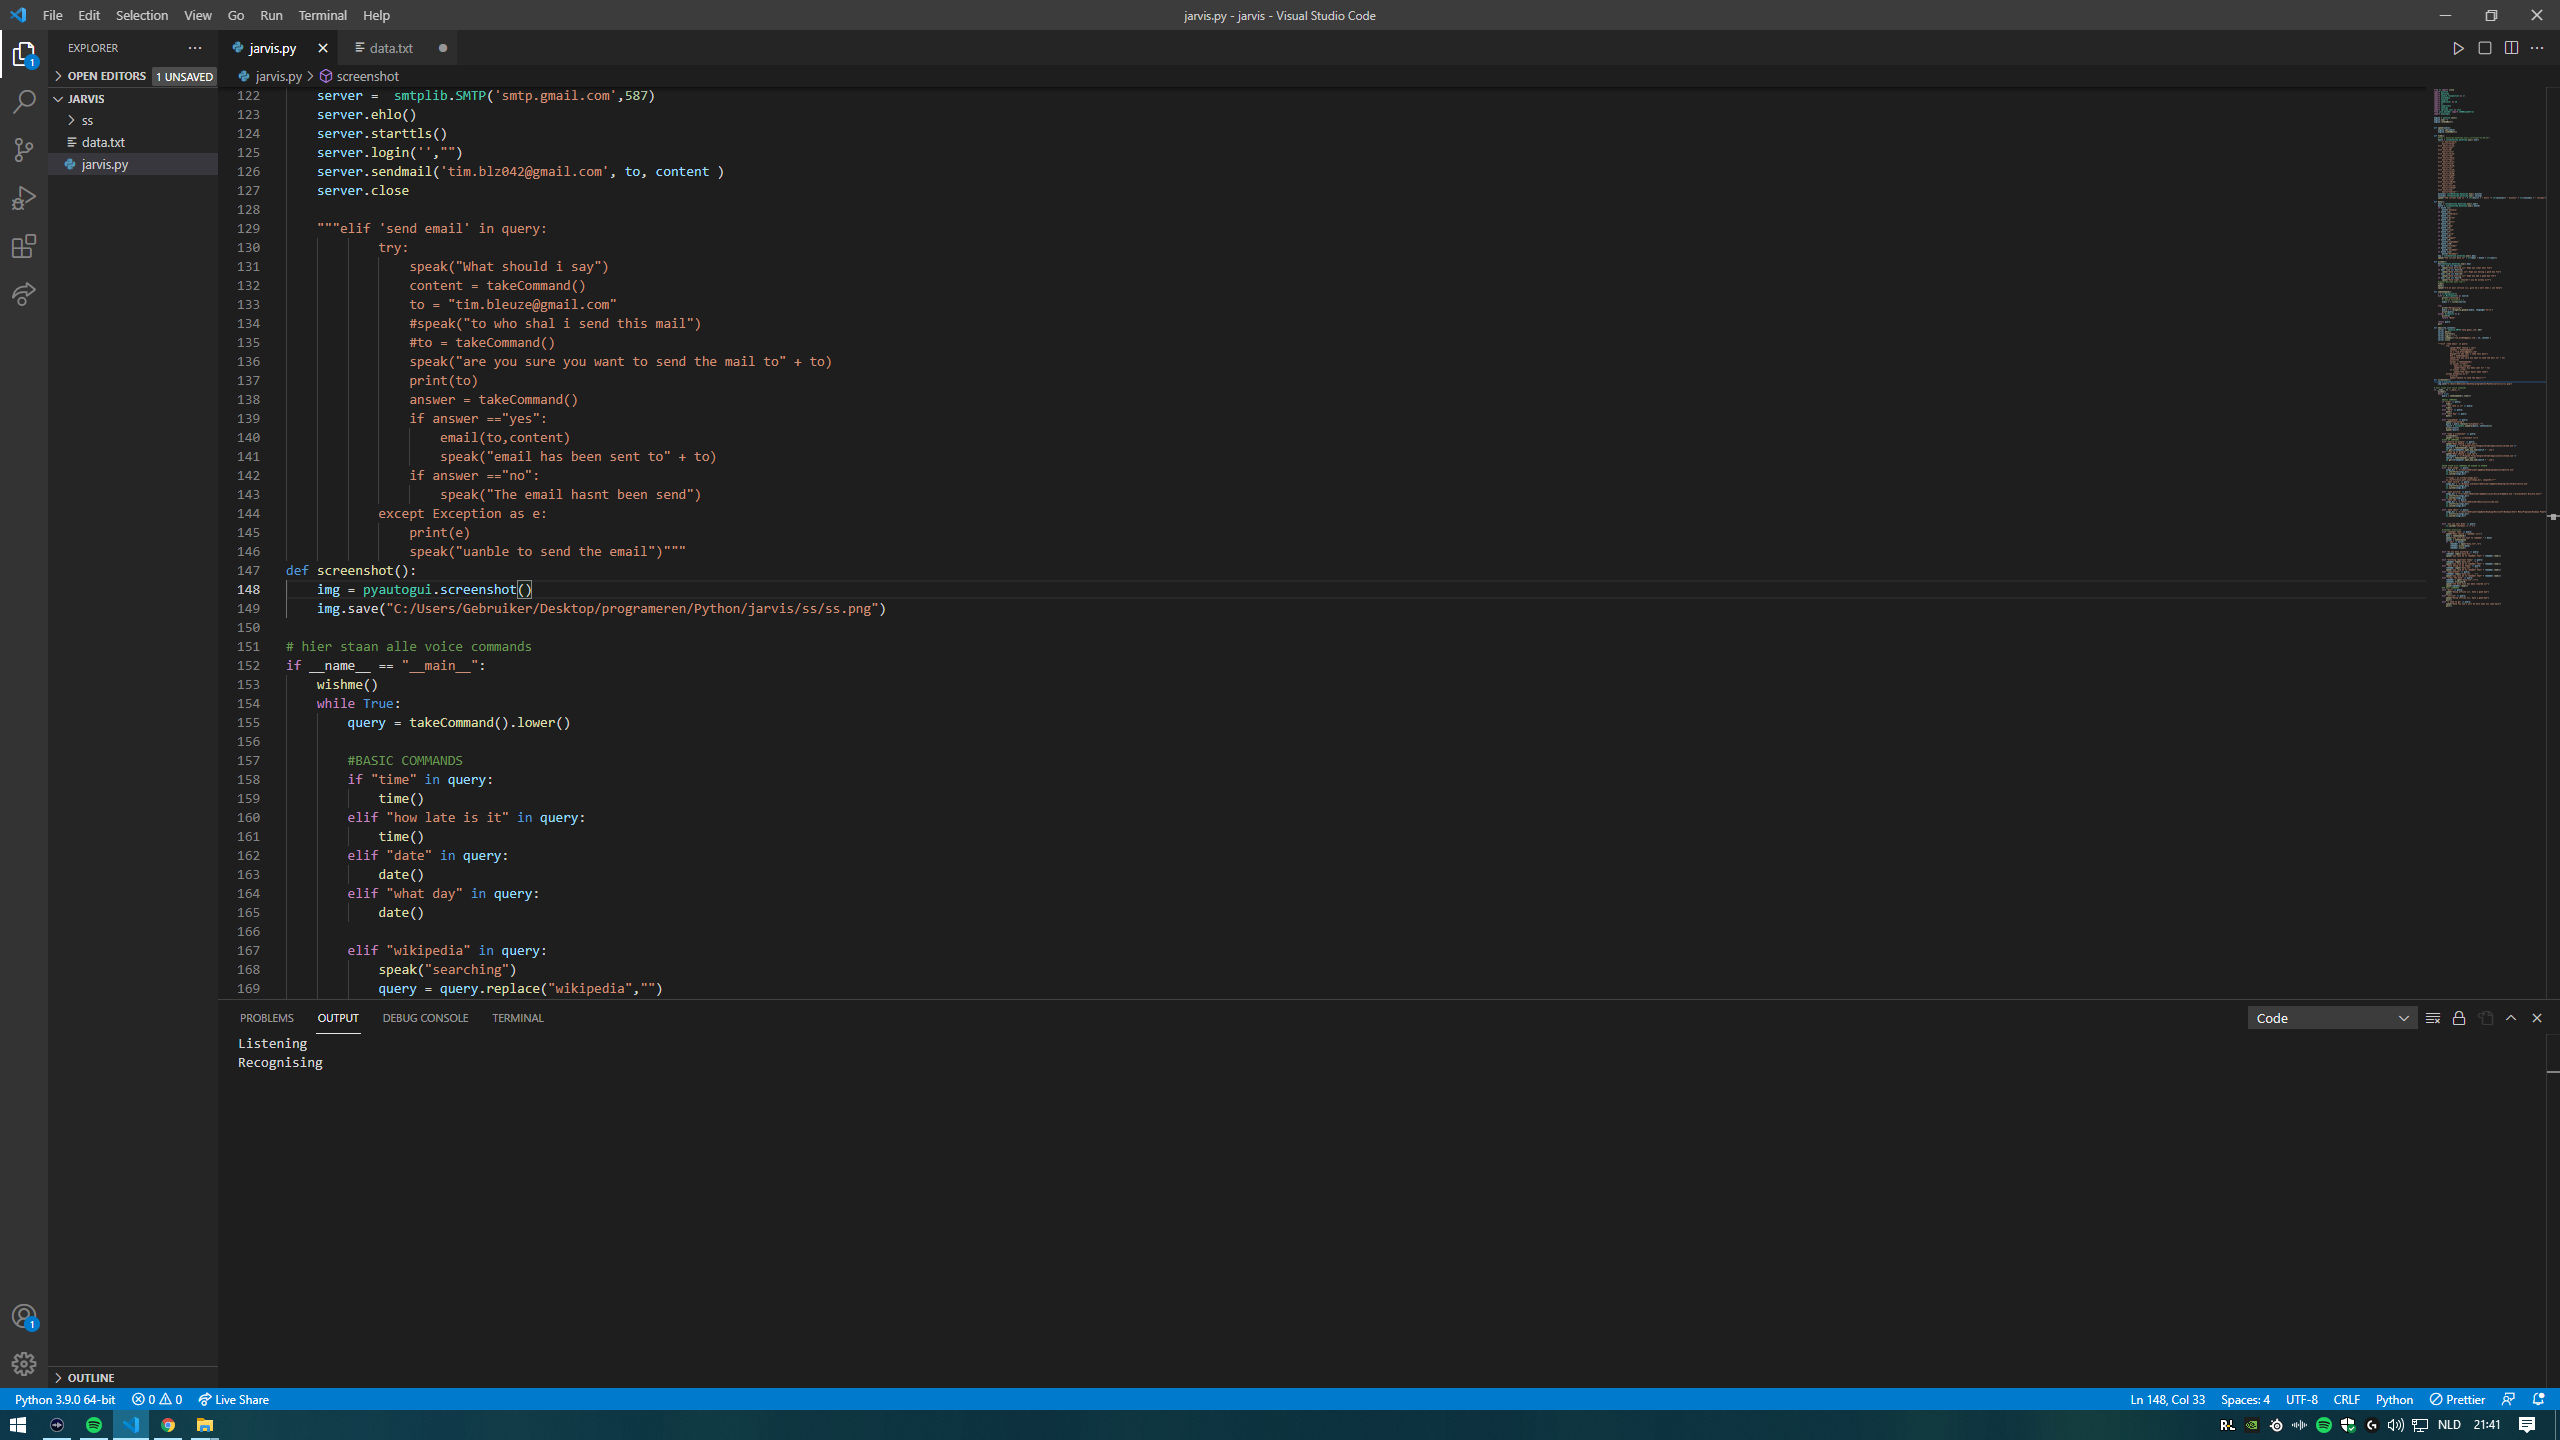 File Edit Selection View Go Run Terminal Help
jarvis.py - jarvis - Visual Studio Code
EXPLORER
OPEN EDITORS 1 UNSAVED
JARVIS
ss
data.txt
jarvis.py
jarvis.py
data.txt
jarvis.py > screenshot
122 server =  smtplib.SMTP('smtp.gmail.com',587)
123 server.ehlo()
124 server.starttls()
125 server.login('','")
126 server.sendmail('tim.blz042@gmail.com', to, content )
127 server.close
128
129 """elif 'send email' in query:
130 try:
131 speak("What should i say")
132 content = takeCommand()
133 to = "tim.bleuze@gmail.com"
134 #speak("to who shal i send this mail")
135 #to = takeCommand()
136 speak("are you sure you want to send the mail to" + to)
137 print(to)
138 answer = takeCommand()
139 if answer =="yes":
140 email(to,content)
141 speak("email has been sent to" + to)
142 if answer =="no":
143 speak("The email hasnt been send")
144 except Exception as e:
145 print(e)
146 speak("uanble to send the email")"""
147 def screenshot():
148 img = pyautogui.screenshot()
149 img.save("C:/Users/Gebruiker/Desktop/programeren/Python/jarvis/ss/ss.png")
150
151 # hier staan alle voice commands
152 if __name__ == "__main__":
153 wishme()
154 while True:
155 query = takeCommand().lower()
156
157 #BASIC COMMANDS
158 if "time" in query:
159 time()
160 elif "how late is it" in query:
161 time()
162 elif "date" in query:
163 date()
164 elif "what day" in query:
165 date()
166
167 elif "wikipedia" in query:
168 speak("searching")
169 query = query.replace("wikipedia","")
PROBLEMS OUTPUT DEBUG CONSOLE TERMINAL
Code
Listening
Recognising
OUTLINE
Python 3.9.0 64-bit 0 0 Live Share
Ln 148, Col 33 Spaces: 4 UTF-8 CRLF Python Prettier
NLD 21:41